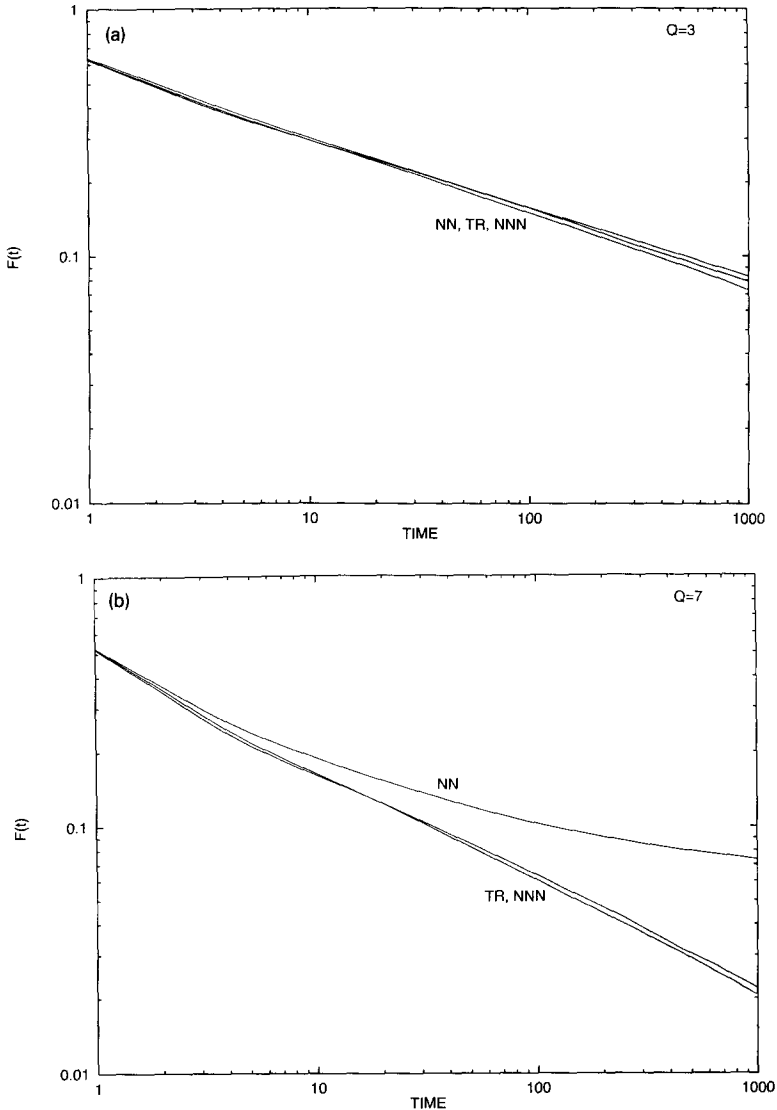 (a)
Q=3
1
0.1
0.01
F(t)
NN, TR, NNN
1
10
100
1000
TIME
(b)
Q=7
1
0.1
0.01
F(t)
NN
TR, NNN
1
10
100
1000
TIME